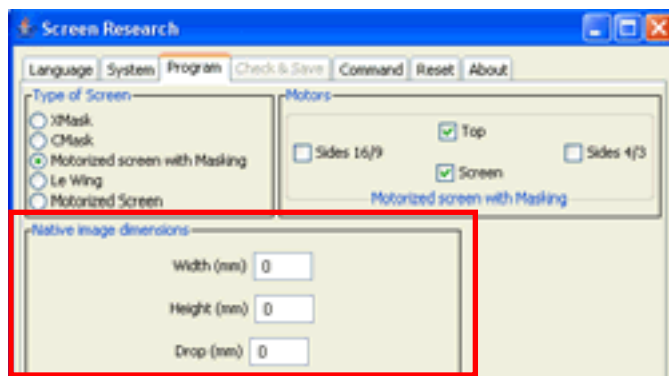 Screen Research
Language System Program Check & Save Command Reset About
Type of Screen
XMask
CMask
Motorized screen with Masking
Le Wing
Motorized Screen
Motors
Top
Sides 16/9
Sides 4/3
Screen
Motorized screen with Masking
Native image dimensions
Width (mm) 0
Height (mm) 0
Drop (mm) 0